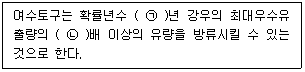 여수토구는 확률년수 ( ㉠ )년 강우의 최대우수유
출량의 ( ㉡ )배 이상의 유량을 방류시킬 수 있는
것으로 한다.